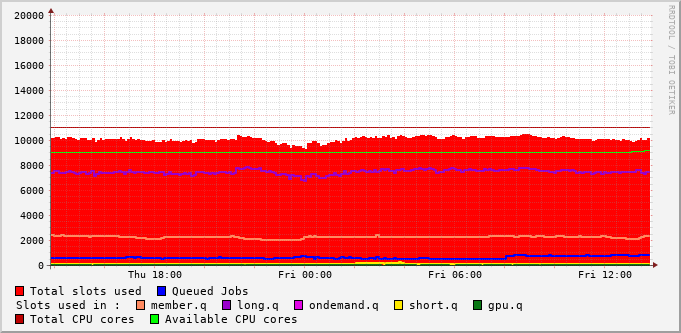 RRDTOOL / TOBI OETIKER
20000
18000
16000
14000
12000
10000
8000
6000
4000
2000
0
Thu 18:00 Fri 00:00 Fri 06:00 Fri 12:00
Total slots used Queued Jobs
Slots used in : member.q long.q ondemand.q short.q gpu.q
Total CPU cores Available CPU cores